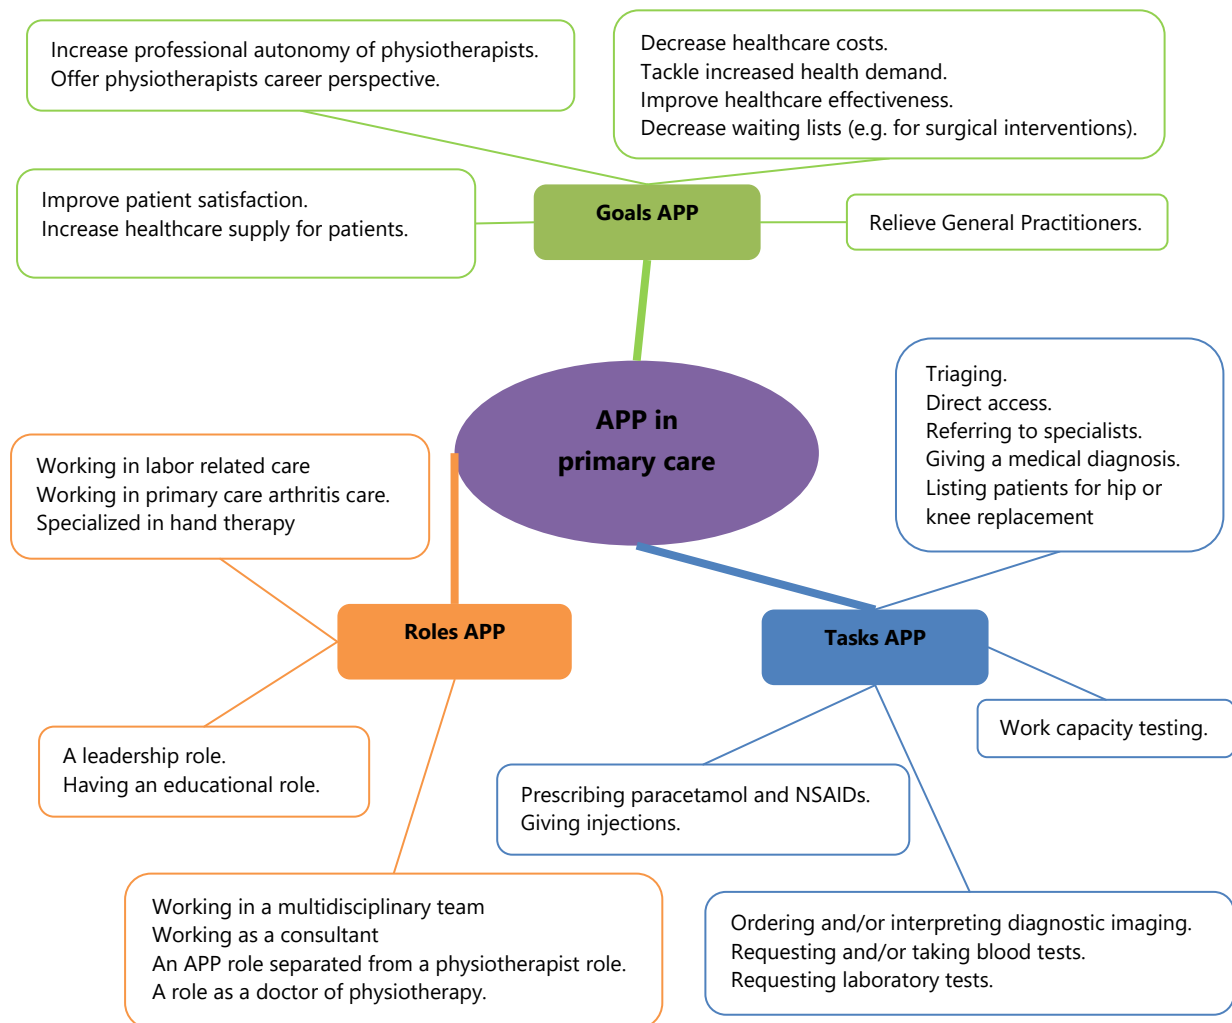 Increase professional autonomy of physiotherapists.
Offer physiotherapists career perspective.
Decrease healthcare costs.
Tackle increased health demand.
Improve healthcare effectiveness.
Decrease waiting lists (e.g. for surgical interventions).
Improve patient satisfaction.
Increase healthcare supply for patients.
Goals APP
Relieve General Practitioners.
APP in
primary care
Triaging.
Direct access.
Referring to specialists.
Giving a medical diagnosis.
Listing patients for hip or
knee replacement
Working in labor related care
Working in primary care arthritis care.
Specialized in hand therapy
Roles APP
Tasks APP
Work capacity testing.
A leadership role.
Having an educational role.
Prescribing paracetamol and NSAIDs.
Giving injections.
Working in a multidisciplinary team
Working as a consultant
An APP role separated from a physiotherapist role.
A role as a doctor of physiotherapy.
Ordering and/or interpreting diagnostic imaging.
Requesting and/or taking blood tests.
Requesting laboratory tests.